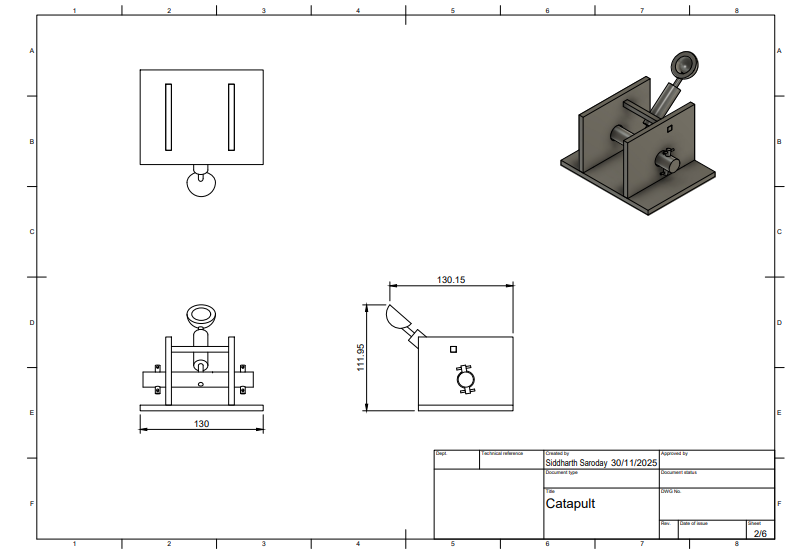 1 2 3 4 5 6 7 8
A A
B B
C C
D D
E E
F F
130.15
111.95
130
Dept. Technical reference Created by Approved by
Siddharth Saroday 30/11/2025
Document type Document status
Title DWG No.
Catapult
Rev. Date of issue Sheet
2/6
1 2 3 4 5 6 7 8